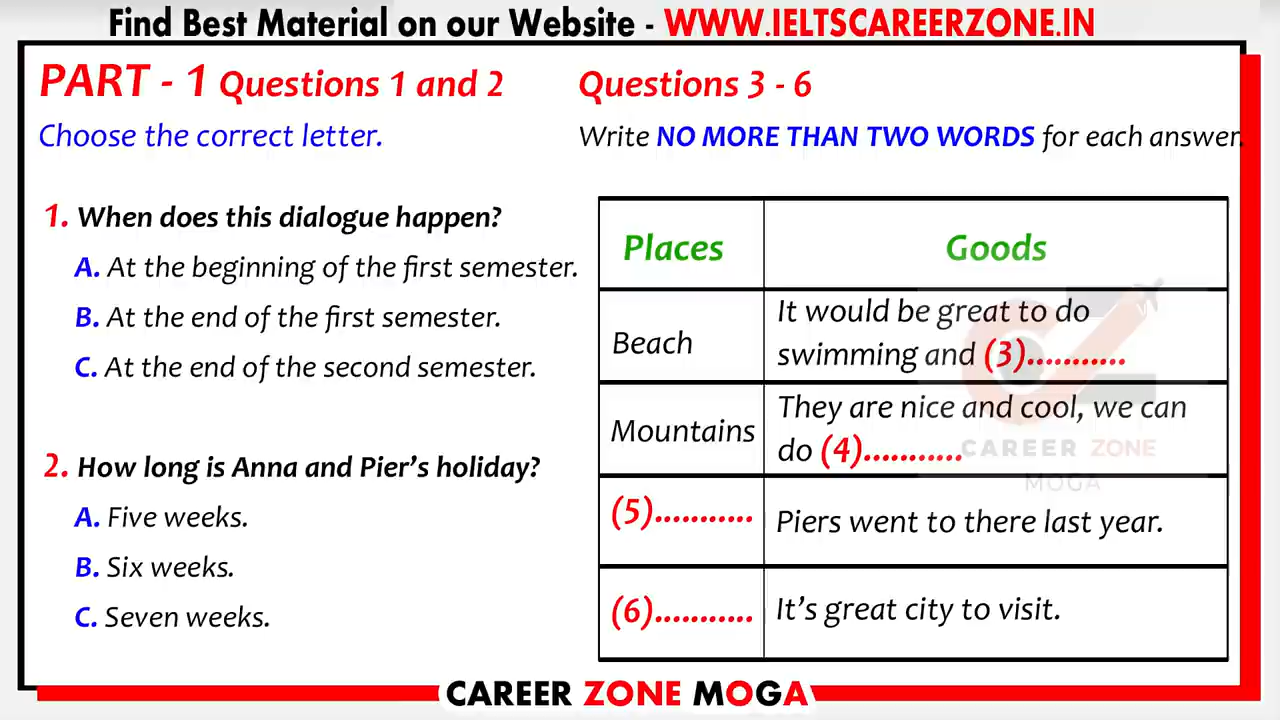 Find Best Material on our Website - WWW.IELTSCAREERZONE.IN
PART - 1 Questions 1 and 2
Choose the correct letter.
1. When does this dialogue happen?
A. At the beginning of the first semester.
B. At the end of the first semester.
C. At the end of the second semester.
2. How long is Anna and Pier's holiday?
A. Five weeks.
B. Six weeks.
C. Seven weeks.
Questions 3 - 6
Write NO MORE THAN TWO WORDS for each answer.
Places
Goods
Beach
It would be great to do
swimming and (3)...........
Mountains
They are nice and cool, we can
do (4)...........
(5)...........
Piers went to there last year.
(6)...........
It's great city to visit.
CAREER ZONE
MOGA
CAREER ZONE MOGA